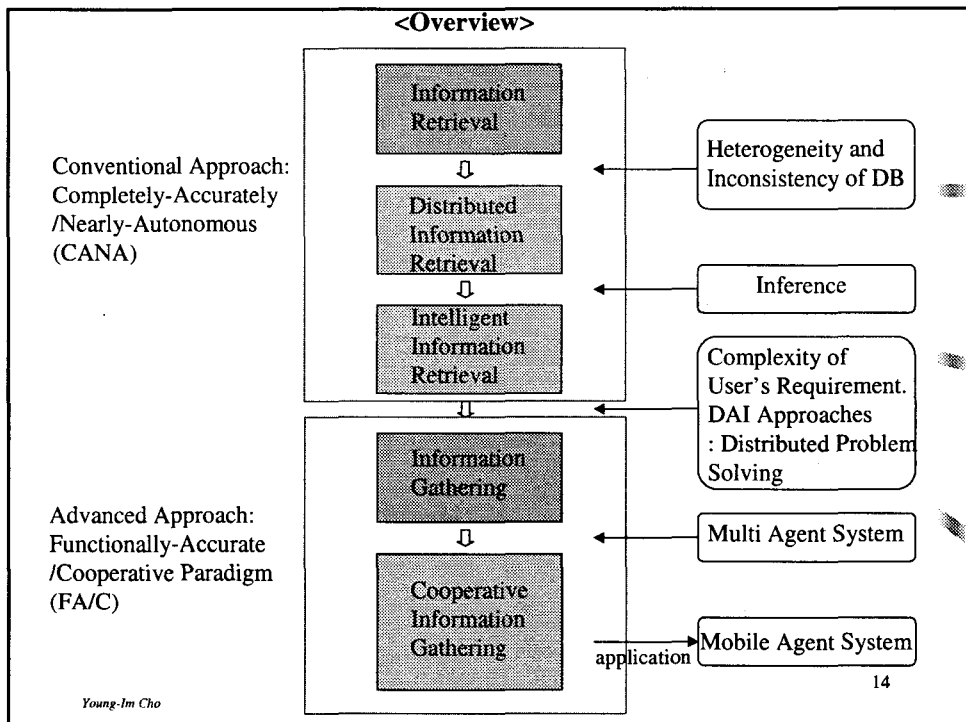 <Overview>
Conventional Approach:
Completely-Accurately
/Nearly-Autonomous
(CANA)
Information
Retrieval
Distributed
Information
Retrieval
Intelligent
Information
Retrieval
Heterogeneity and
Inconsistency of DB
Inference
Complexity of
User's Requirement.
DAI Approaches
: Distributed Problem
Solving
Advanced Approach:
Functionally-Accurate
/Cooperative Paradigm
(FA/C)
Information
Gathering
Cooperative
Information
Gathering
Multi Agent System
application
Mobile Agent System
Young-Im Cho
14